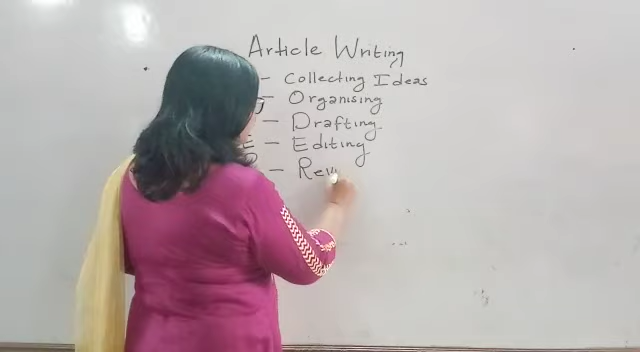 Article Writing
- Collecting Ideas
- Organising
- Drafting
E - Editing
R - Rev